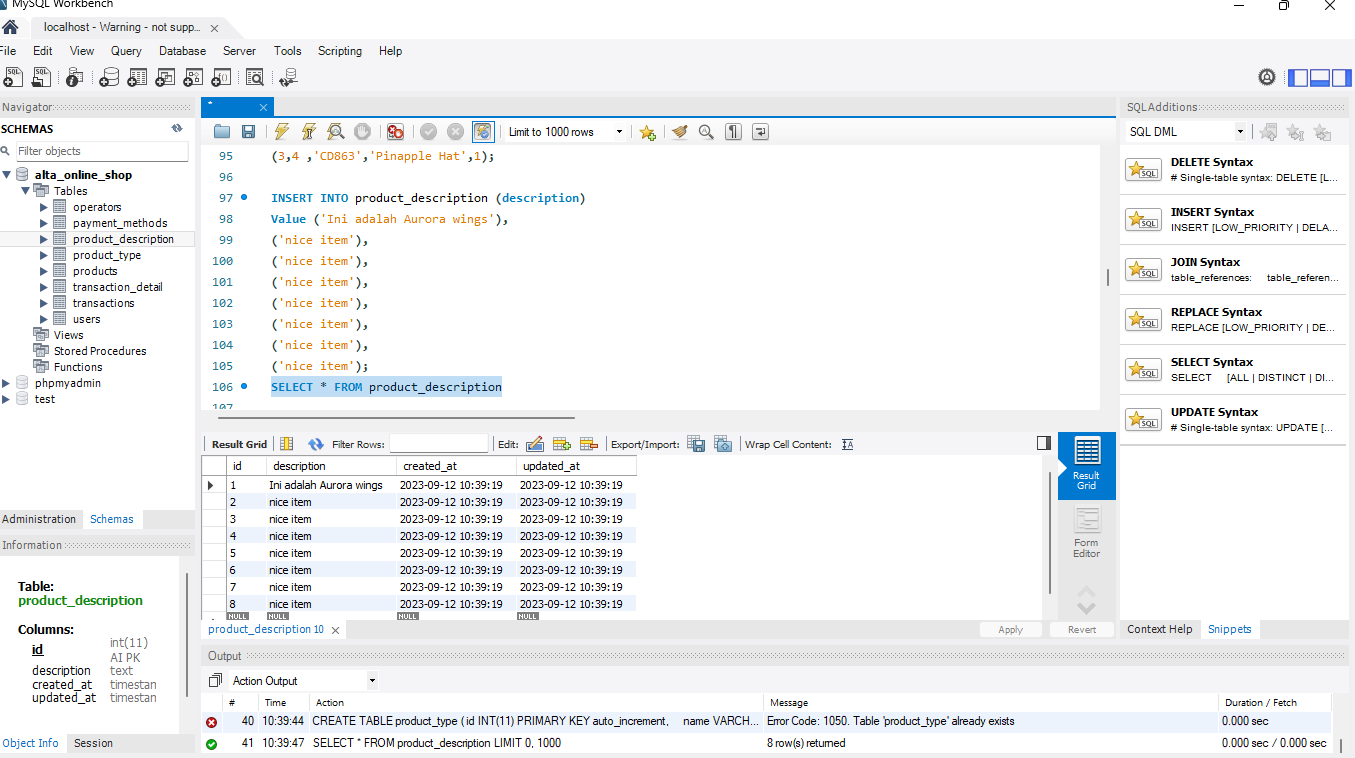 MySQL Workbench
localhost - Warning - not supp...
File Edit View Query Database Server Tools Scripting Help
Navigator
SCHEMAS
Filter objects
alta_online_shop
Tables
operators
payment_methods
product_description
product_type
products
transaction_detail
transactions
users
Views
Stored Procedures
Functions
phpmyadmin
test
Administration Schemas
Information
Table:
product_description
Columns:
id int(11)
AI PK
description text
created_at timestan
updated_at timestan
Object Info Session
*
Limit to 1000 rows
95 (3,4 ,'CD863','Pinapple Hat',1);
96
97 INSERT INTO product_description (description)
98 Value ('Ini adalah Aurora wings'),
99 ('nice item'),
100 ('nice item'),
101 ('nice item'),
102 ('nice item'),
103 ('nice item'),
104 ('nice item'),
105 ('nice item');
106 SELECT * FROM product_description
107
Result Grid Filter Rows: Edit: Export/Import: Wrap Cell Content: IA
id description created_at updated_at
1 Ini adalah Aurora wings 2023-09-12 10:39:19 2023-09-12 10:39:19
2 nice item 2023-09-12 10:39:19 2023-09-12 10:39:19
3 nice item 2023-09-12 10:39:19 2023-09-12 10:39:19
4 nice item 2023-09-12 10:39:19 2023-09-12 10:39:19
5 nice item 2023-09-12 10:39:19 2023-09-12 10:39:19
6 nice item 2023-09-12 10:39:19 2023-09-12 10:39:19
7 nice item 2023-09-12 10:39:19 2023-09-12 10:39:19
8 nice item 2023-09-12 10:39:19 2023-09-12 10:39:19
NULL NULL NULL NULL
product_description 10
Apply Revert
Result
Grid
Form
Editor
SQL Additions
SQL DML
DELETE Syntax
# Single-table syntax: DELETE [L...
INSERT Syntax
INSERT [LOW_PRIORITY | DELA...
JOIN Syntax
table_references: table_referen...
REPLACE Syntax
REPLACE [LOW_PRIORITY | DE...
SELECT Syntax
SELECT [ALL | DISTINCT | DI...
UPDATE Syntax
# Single-table syntax: UPDATE [...
SQL
SQL
SQL
SQL
SQL
SQL
Context Help Snippets
Output
Action Output
# Time Action Message Duration / Fetch
40 10:39:44 CREATE TABLE product_type ( id INT(11) PRIMARY KEY auto_increment, name VARCH... Error Code: 1050. Table 'product_type' already exists 0.000 sec
41 10:39:47 SELECT * FROM product_description LIMIT 0, 1000 8 row(s) returned 0.000 sec / 0.000 sec